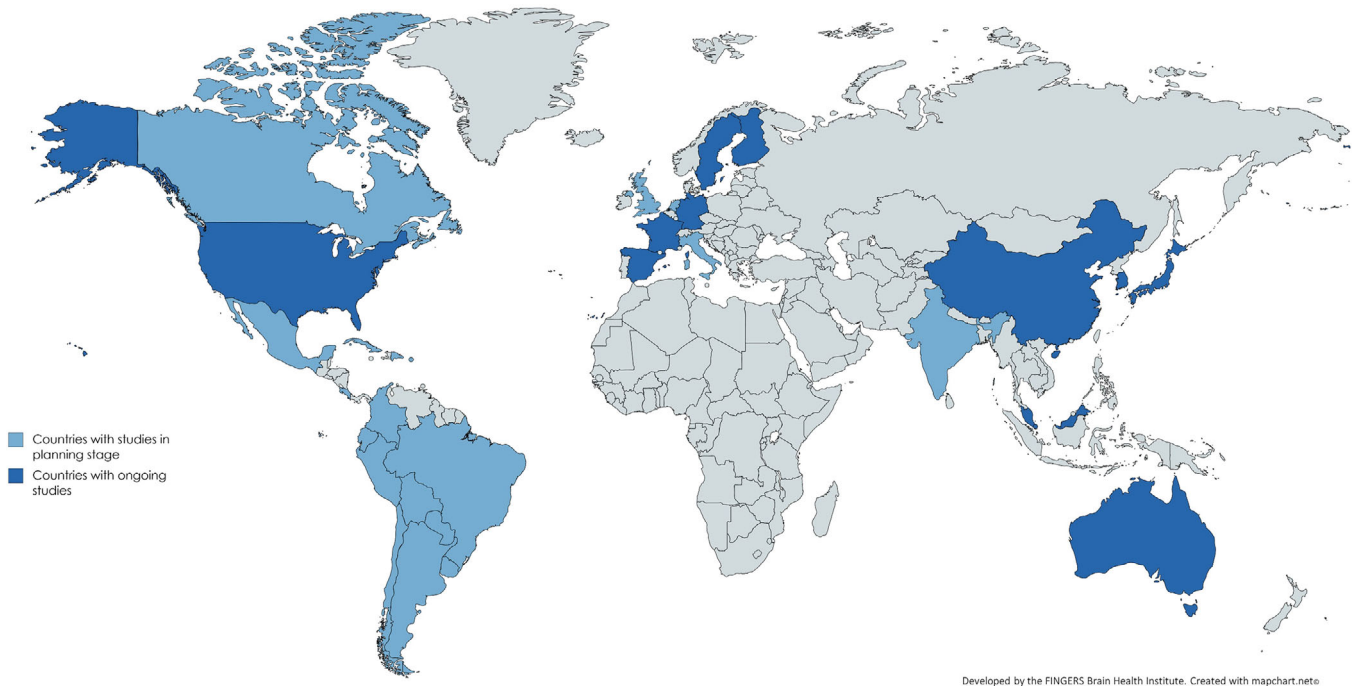 Countries with studies in
planning stage
Countries with ongoing
studies
Developed by the FINGERS Brain Health Institute. Created with mapchart.net©